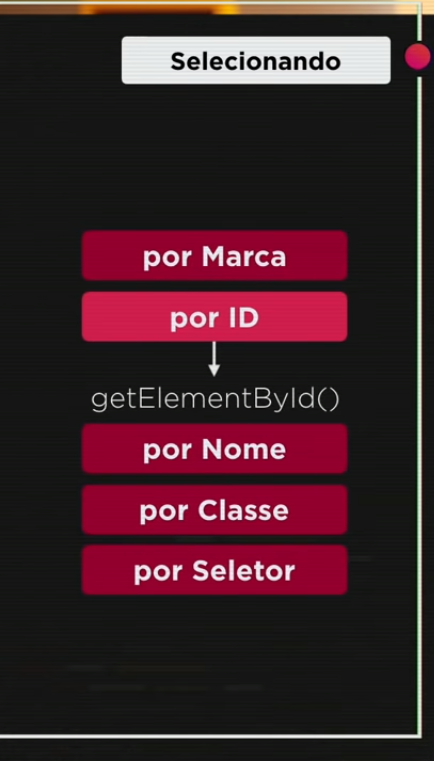 Selecionando
por Marca
por ID
getElementById()
por Nome
por Classe
por Seletor